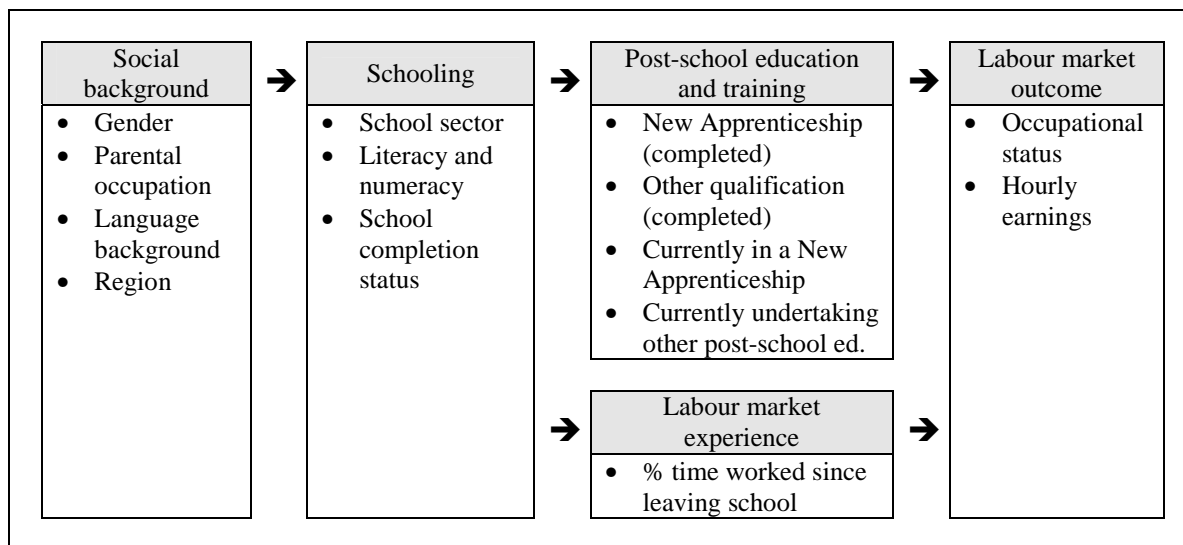 Social
background
• Gender
• Parental
occupation
• Language
background
• Region
Schooling
• School sector
• Literacy and
numeracy
• School
completion
status
Post-school education
and training
• New Apprenticeship
(completed)
• Other qualification
(completed)
• Currently in a New
Apprenticeship
• Currently undertaking
other post-school ed.
Labour market
experience
• % time worked since
leaving school
Labour market
outcome
• Occupational
status
• Hourly
earnings